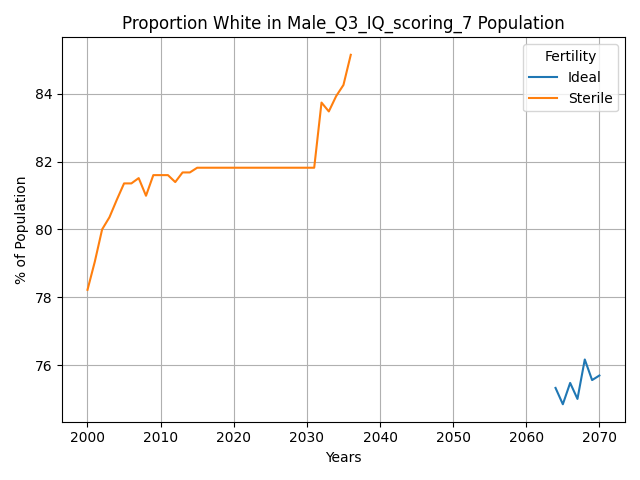 Proportion White in Male_Q3_IQ_scoring_7 Population
Fertility
Ideal
Sterile
% of Population
84
82
80
78
76
2000 2010 2020 2030 2040 2050 2060 2070
Years